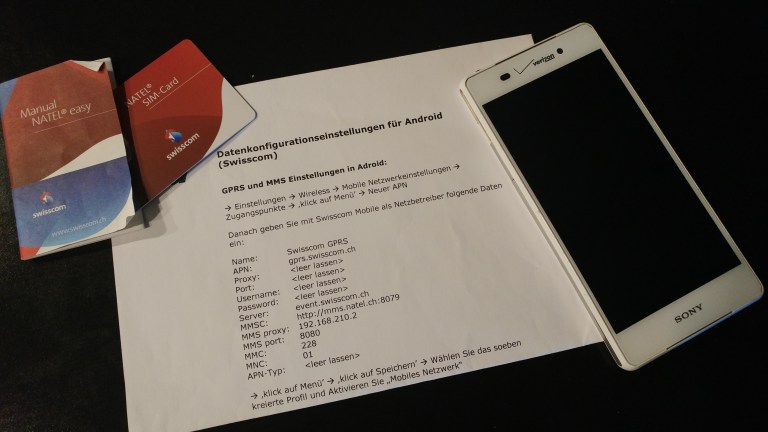 Manual
NATEL® easy
swisscom
www.swisscom.ch
NATEL®
SIM-Card
swisscom
Datenkonfigurationseinstellungen für Android
(Swisscom)
GPRS und MMS Einstellungen in Adroid:
→ Einstellungen → Wireless → Mobile Netzwerkeinstellungen →
Zugangspunkte → ‚klick auf Menü‘ → Neuer APN
Danach geben Sie mit Swisscom Mobile als Netzbetreiber folgende Daten
ein:
Name: Swisscom GPRS
APN: gprs.swisscom.ch
Proxy: <leer lassen>
Port: <leer lassen>
Username: <leer lassen>
Password: <leer lassen>
Server: event.swisscom.ch
MMSC: http://mms.natel.ch:8079
MMS proxy: 192.168.210.2
MMS port: 8080
MMC: 228
MNC: 01
APN-Typ: <leer lassen>
→ ‚klick auf Menü‘ → ‚klick auf Speichern‘ → Wählen Sie das soeben
kreierte Profil und Aktivieren Sie „Mobiles Netzwerk“
verizon
SONY